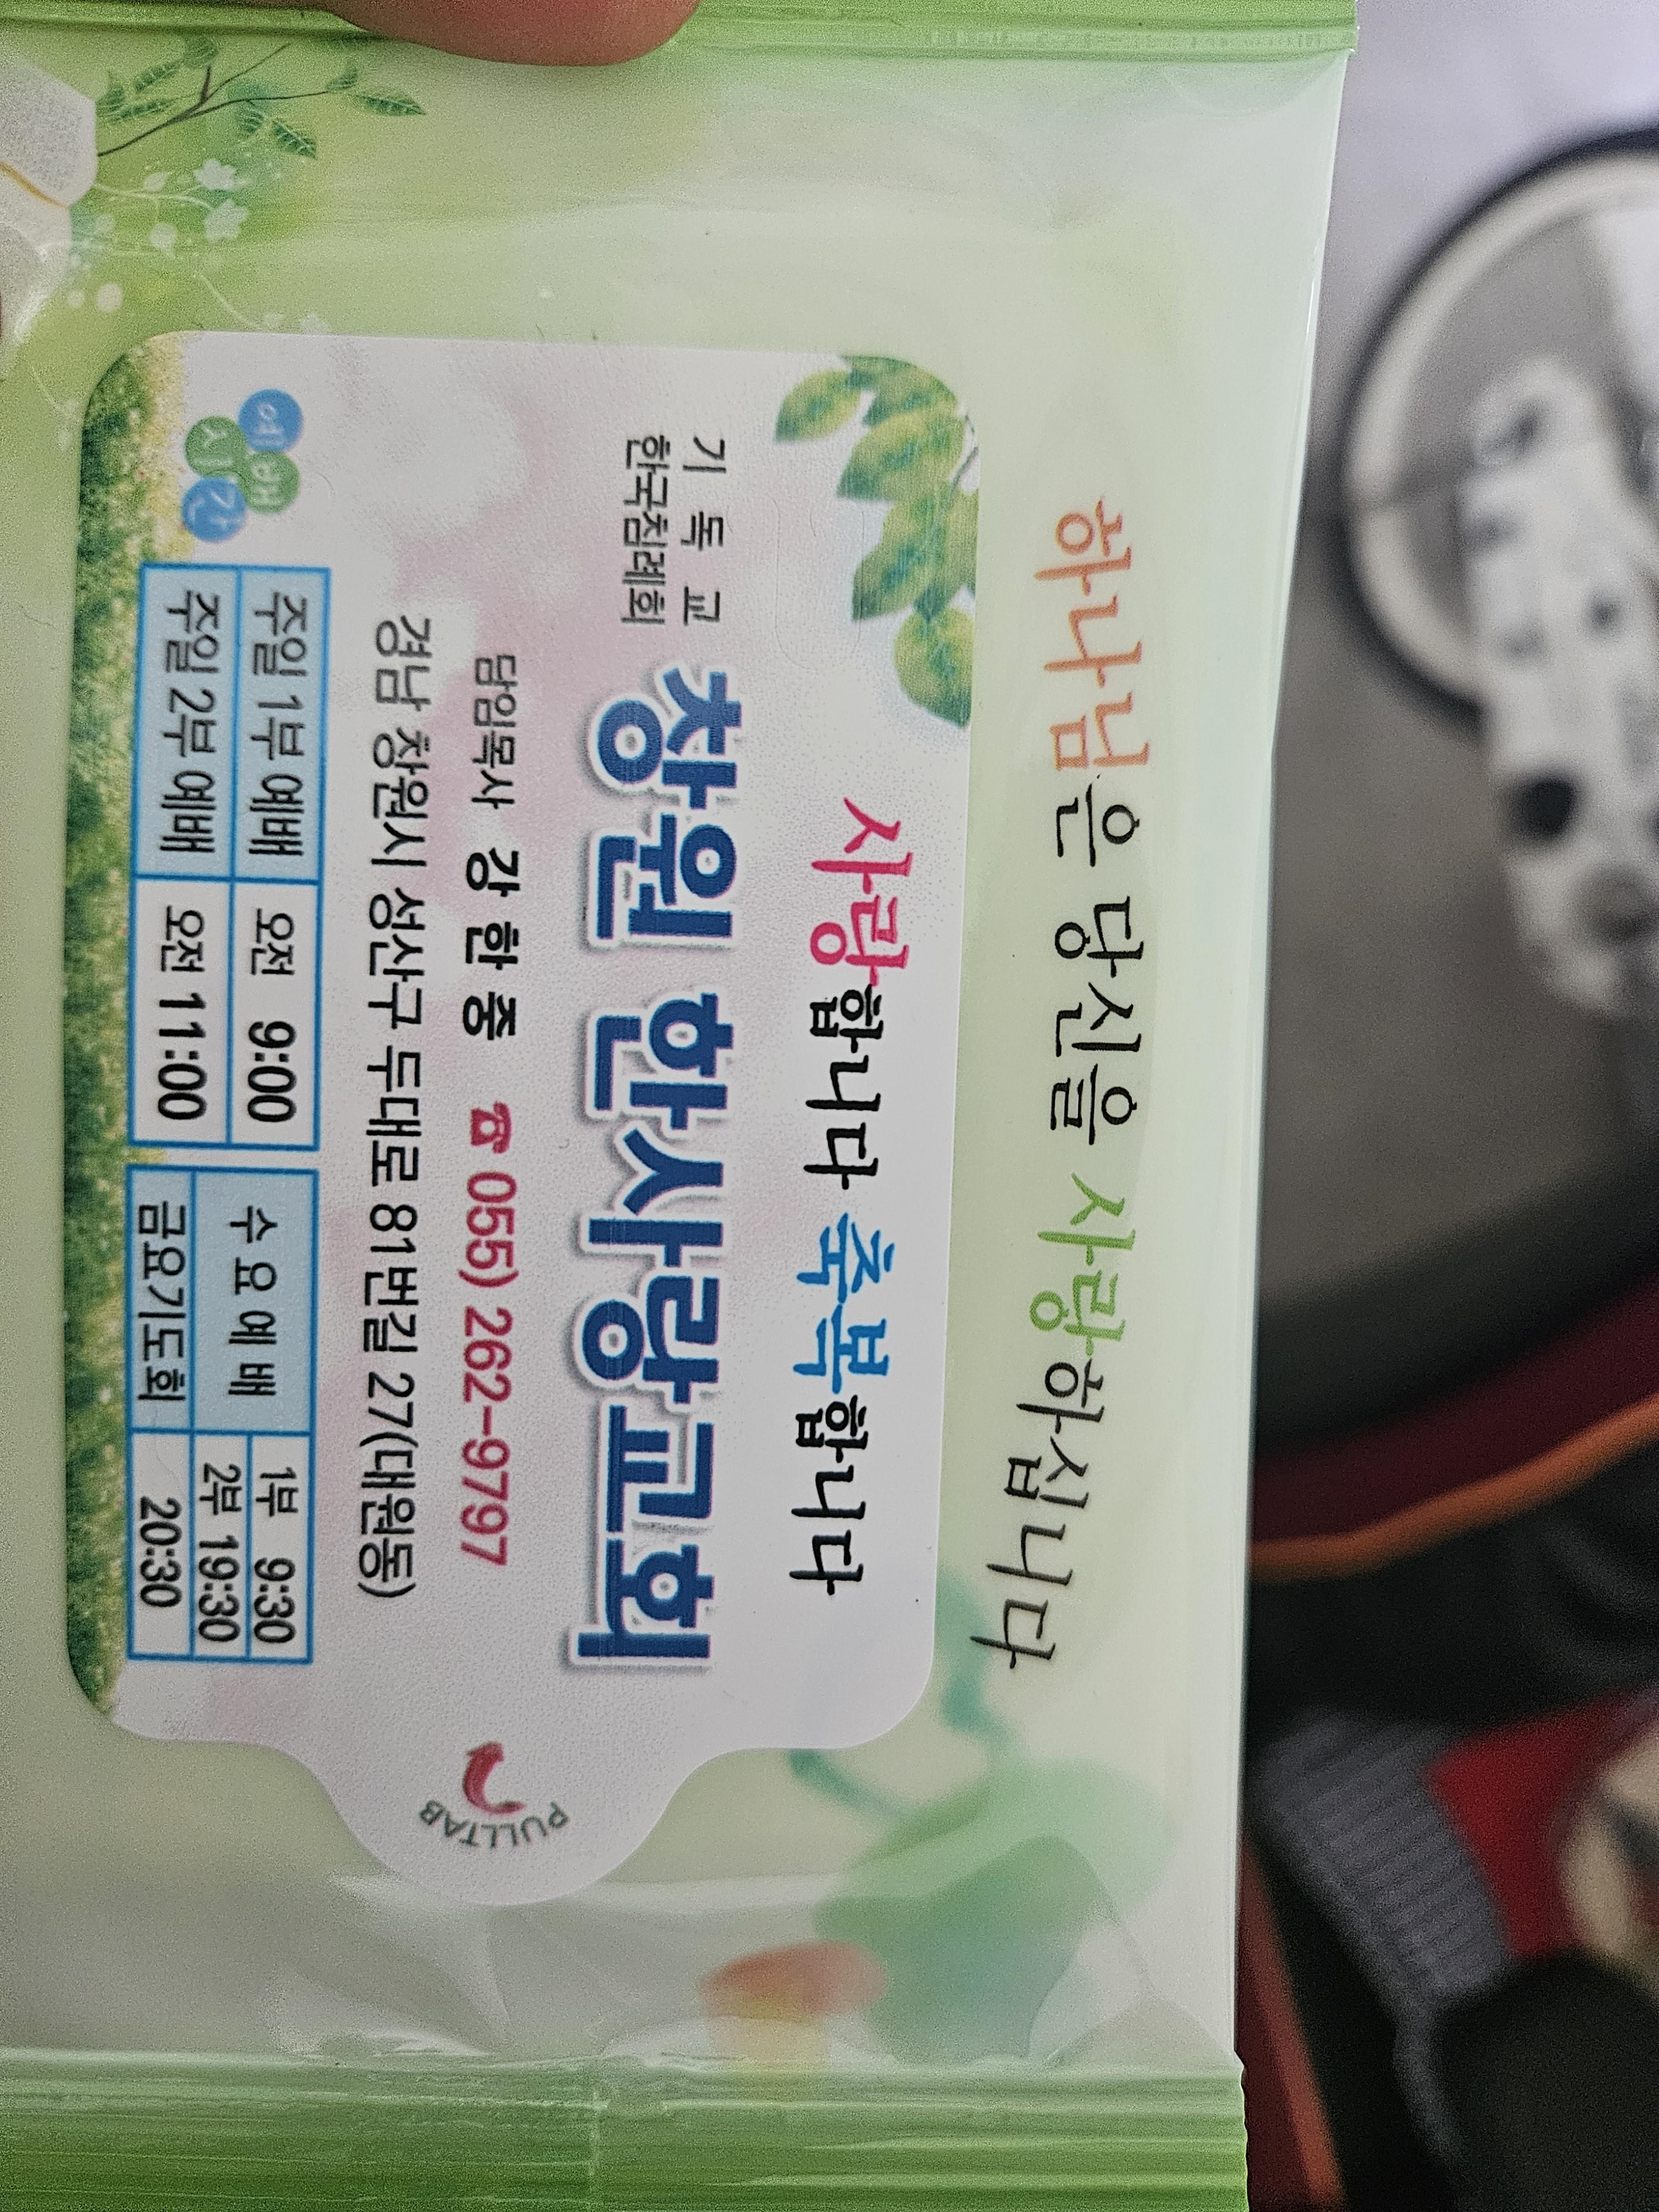 하나님은 당신을 사랑하십니다
사랑합니다 축복합니다
기 독 교
한국침례회
창원 한사랑교회
담임목사 강 한 중 ☎ 055) 262-9797
경남 창원시 성산구 두대로 81번길 27(대원동)
예배
시간
주일 1부 예배 오전 9:00
주일 2부 예배 오전 11:00
수 요 예 배 1부 9:30
2부 19:30
금요기도회 20:30
PULLTAB